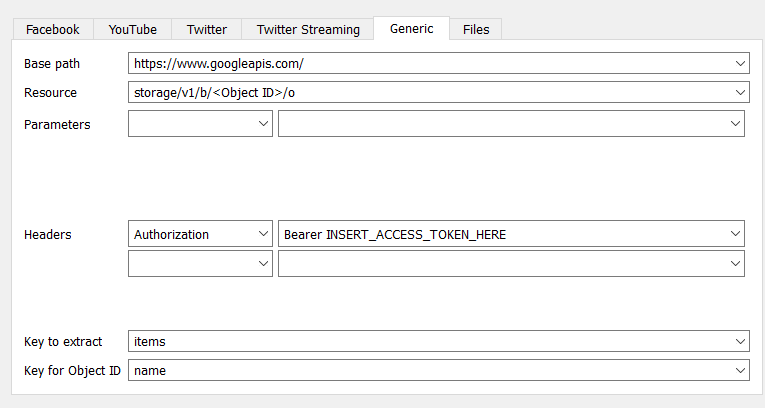 Facebook YouTube Twitter Twitter Streaming Generic Files
Base path https://www.googleapis.com/
Resource storage/v1/b/<Object ID>/o
Parameters
Headers Authorization Bearer INSERT_ACCESS_TOKEN_HERE
Key to extract items
Key for Object ID name